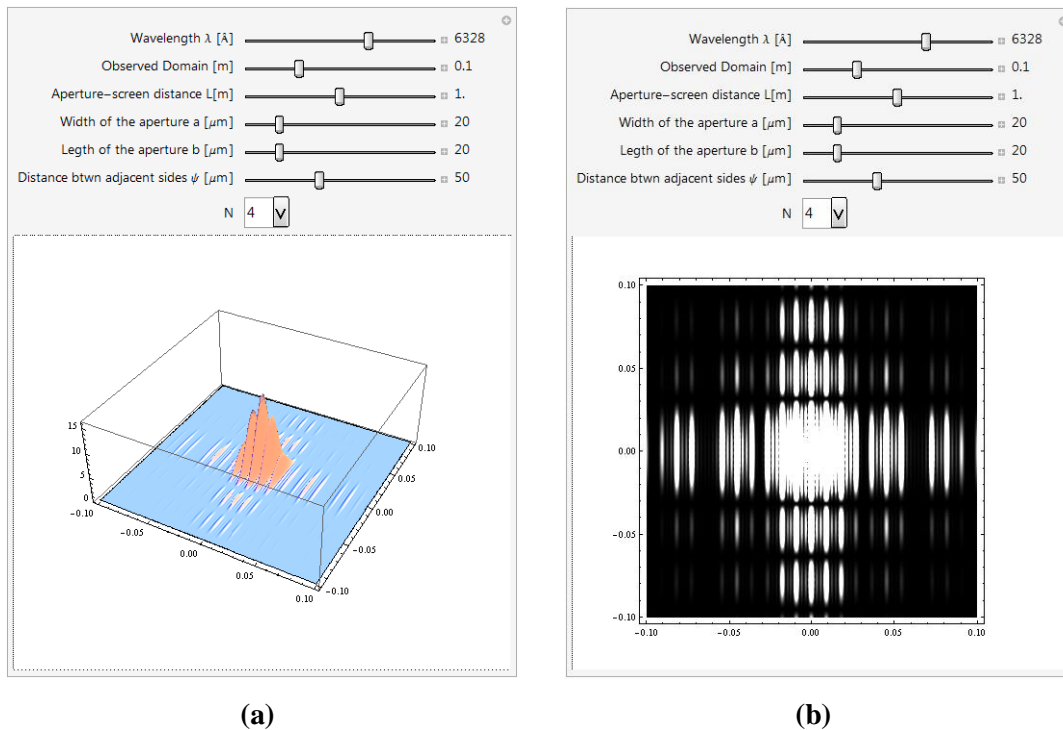 Wavelength λ [Å] 6328
Observed Domain [m] 0.1
Aperture-screen distance L[m] 1.
Width of the aperture a [μm] 20
Legth of the aperture b [μm] 20
Distance btwn adjacent sides ψ [μm] 50
N 4
15
10
5
0
-0.10
-0.05
0.00
0.05
0.10
-0.10
-0.05
0.00
0.05
0.10
(a)
Wavelength λ [Å] 6328
Observed Domain [m] 0.1
Aperture-screen distance L[m] 1.
Width of the aperture a [μm] 20
Legth of the aperture b [μm] 20
Distance btwn adjacent sides ψ [μm] 50
N 4
0.10
0.05
0.00
-0.05
-0.10
-0.10 -0.05 0.00 0.05 0.10
(b)